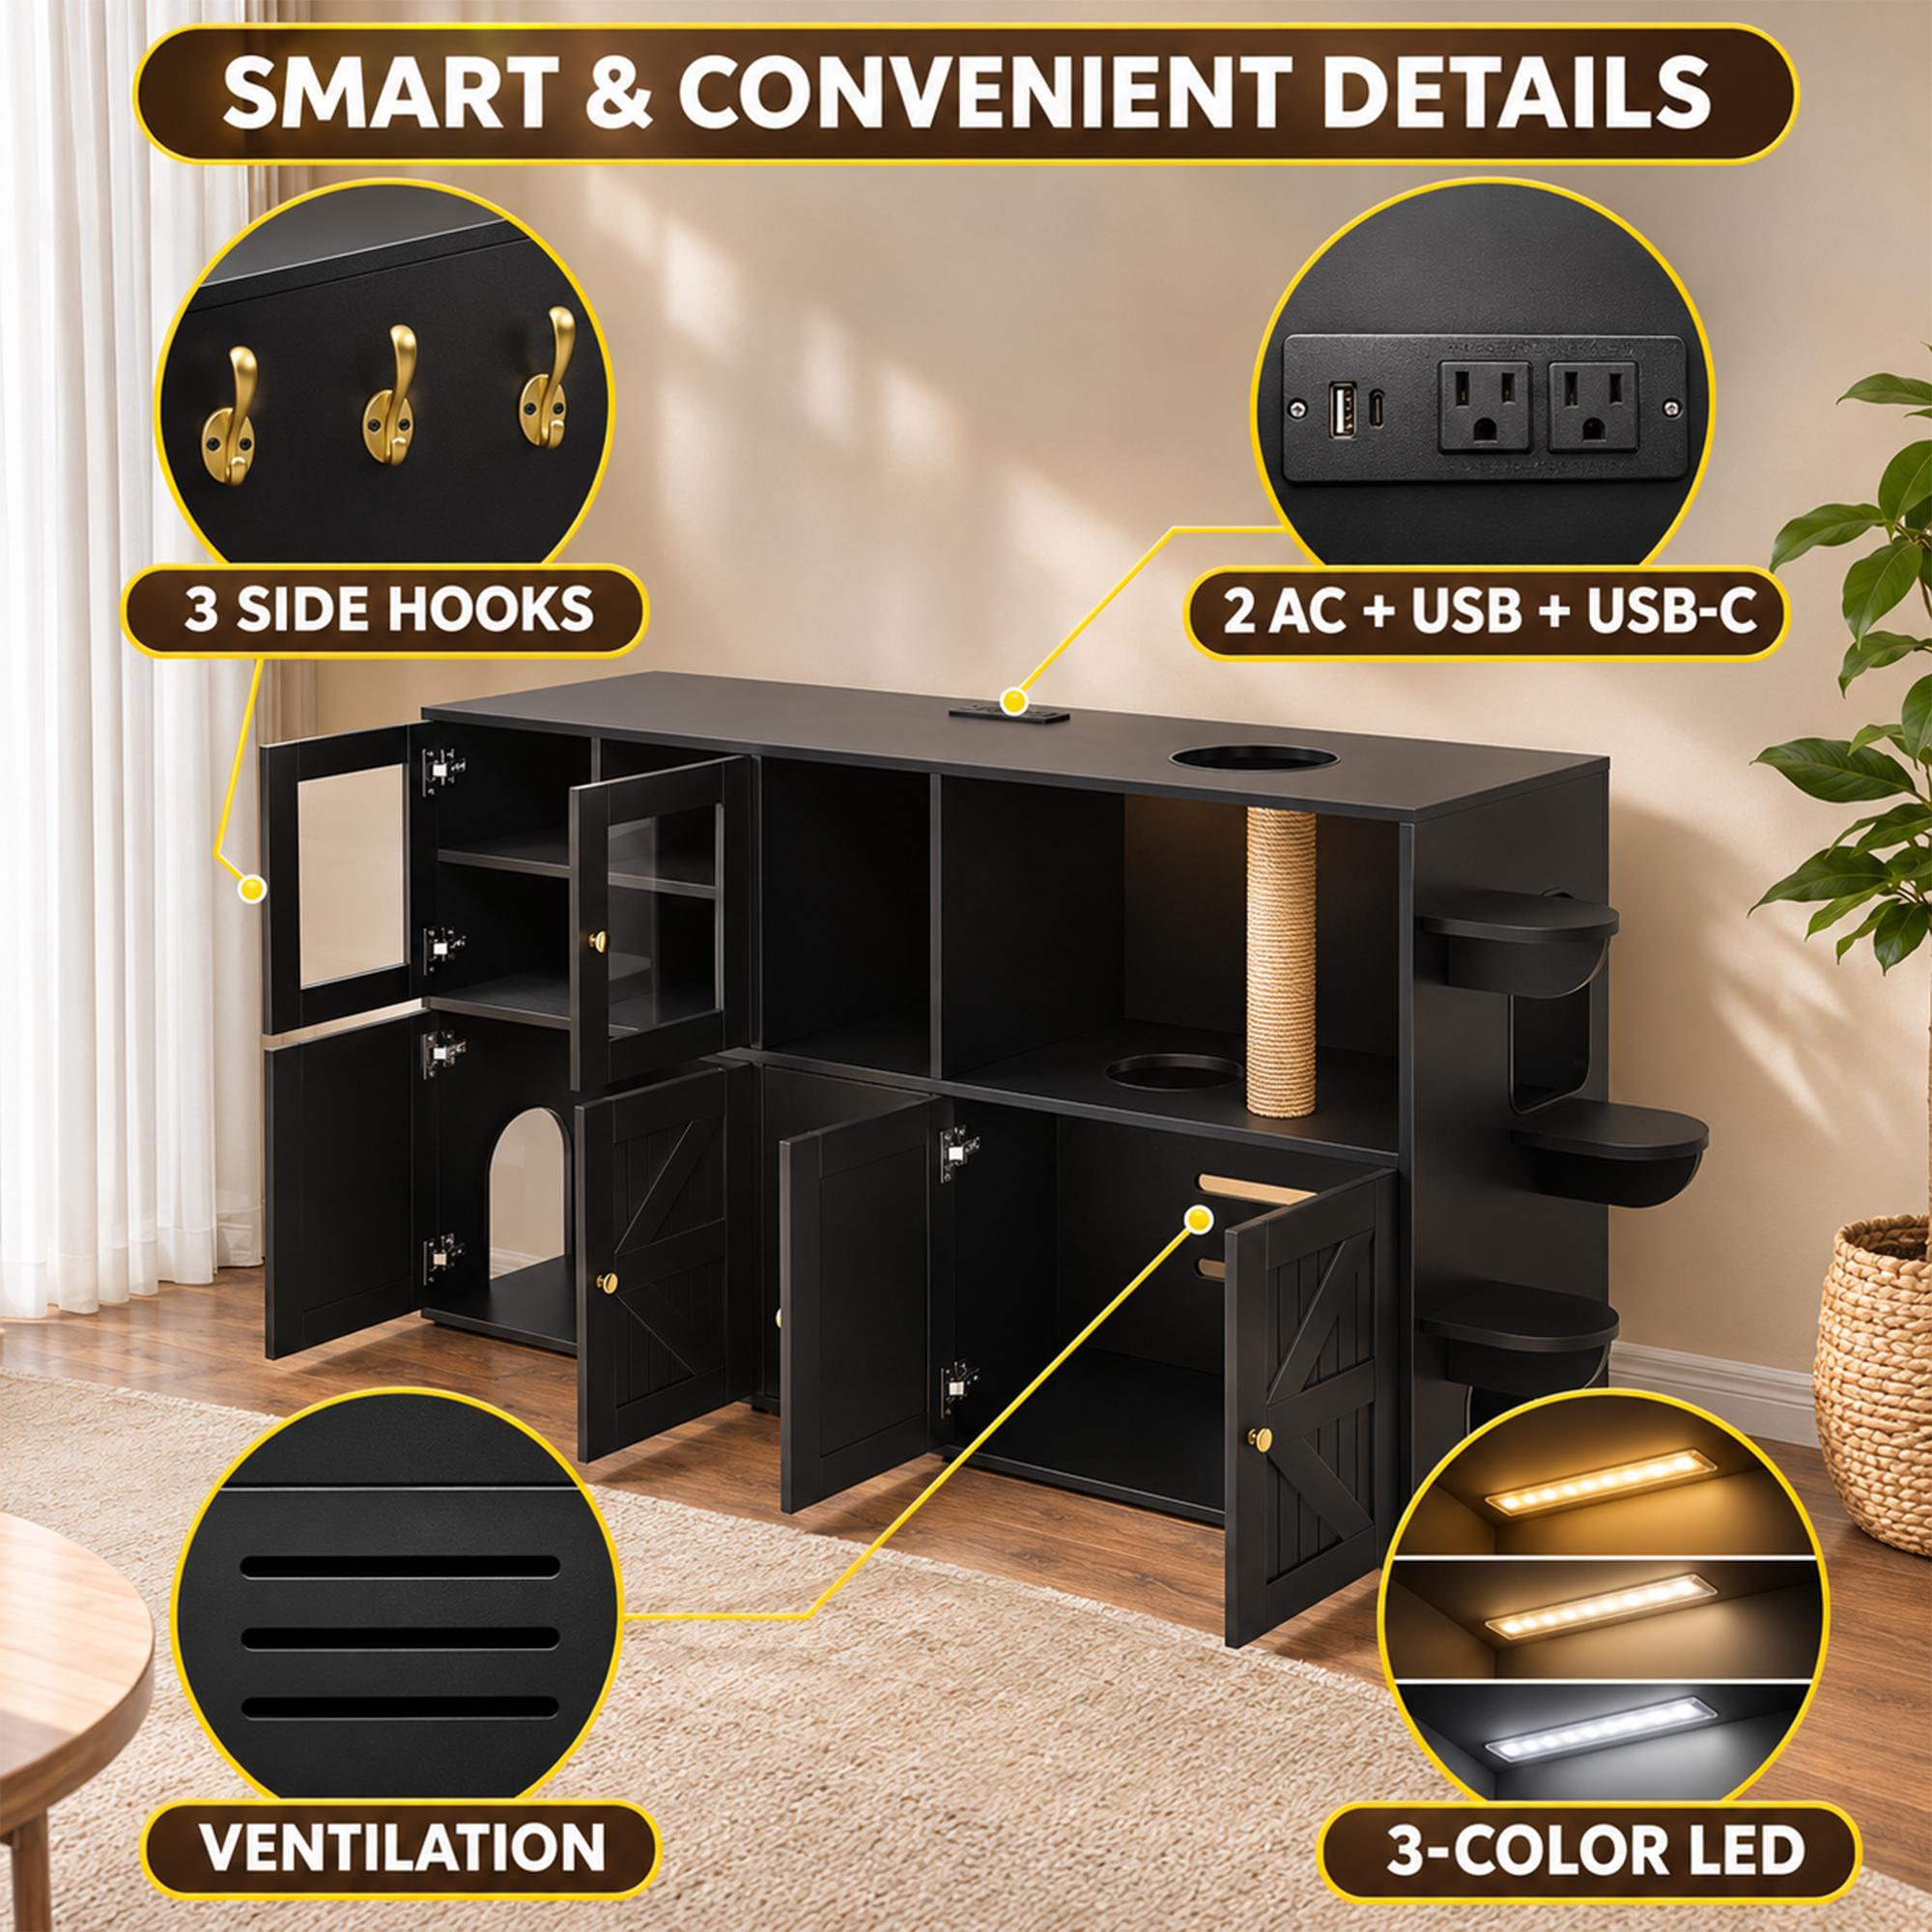 SMART & CONVENIENT DETAILS
3 SIDE HOOKS
2 AC + USB + USB-C
VENTILATION
3-COLOR LED